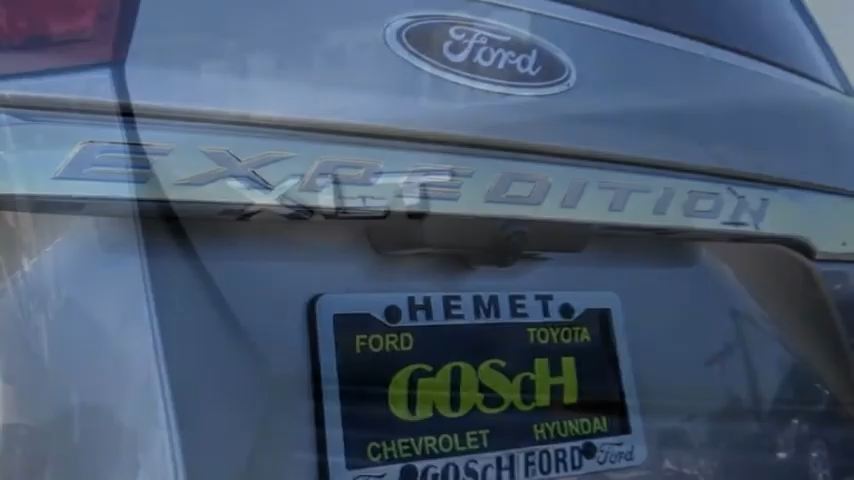 Ford
EXPEDITION
XLT
HEMET
FORD TOYOTA
GOSCH
CHEVROLET HYUNDAI
GOSCH FORD Ford